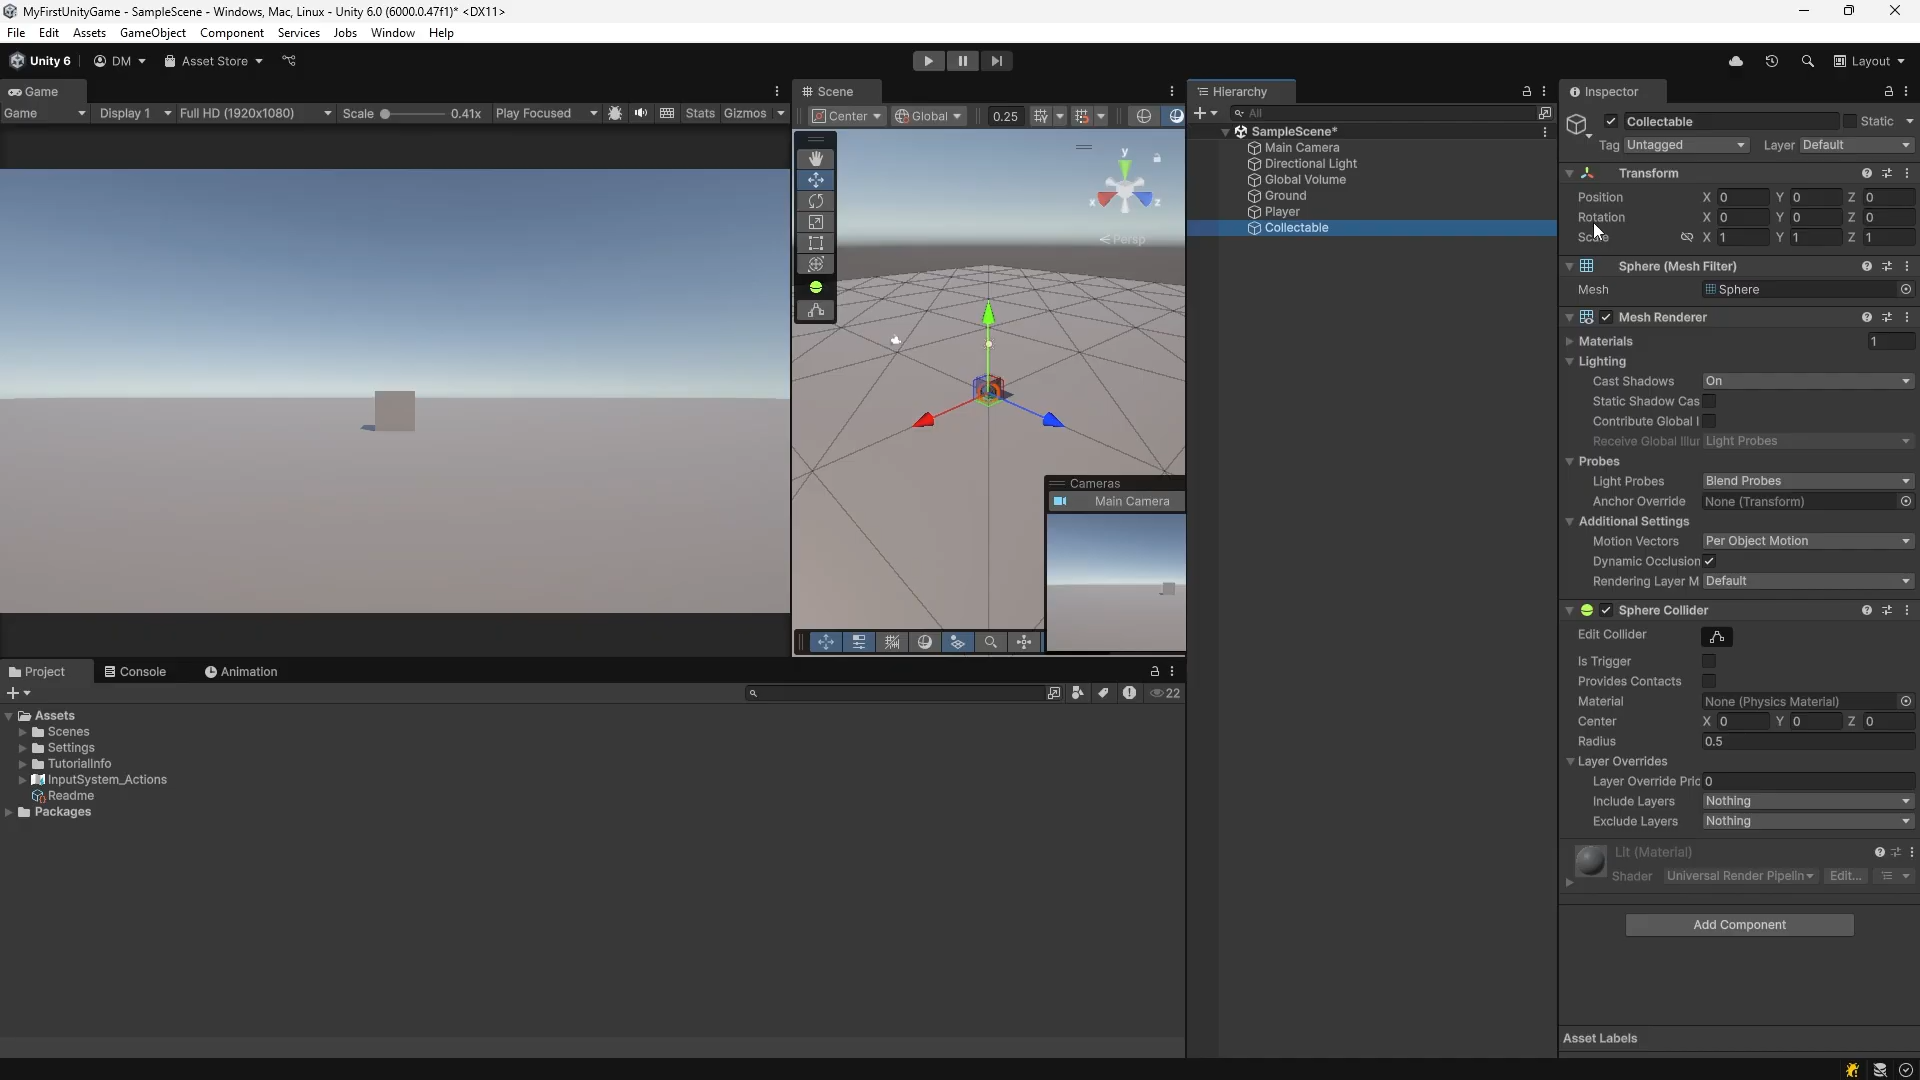 MyFirstUnityGame - SampleScene - Windows, Mac, Linux - Unity 6.0 (6000.0.47f1)* <DX11>
File Edit Assets GameObject Component Services Jobs Window Help
Unity 6 DM Asset Store Layout
Game
Game Display 1 Full HD (1920x1080) Scale 0.41x Play Focused Stats Gizmos
Scene
Center Global 0.25
y
x z
Persp
Cameras
Main Camera
Hierarchy
All
SampleScene*
Main Camera
Directional Light
Global Volume
Ground
Player
Collectable
Inspector
Collectable Static
Tag Untagged Layer Default
Transform
Position X 0 Y 0 Z 0
Rotation X 0 Y 0 Z 0
Scale X 1 Y 1 Z 1
Sphere (Mesh Filter)
Mesh Sphere
Mesh Renderer
Materials 1
Lighting
Cast Shadows On
Static Shadow Cas
Contribute Global I
Receive Global Illur Light Probes
Probes
Light Probes Blend Probes
Anchor Override None (Transform)
Additional Settings
Motion Vectors Per Object Motion
Dynamic Occlusion
Rendering Layer M Default
Sphere Collider
Edit Collider
Is Trigger
Provides Contacts
Material None (Physics Material)
Center X 0 Y 0 Z 0
Radius 0.5
Layer Overrides
Layer Override Pric 0
Include Layers Nothing
Exclude Layers Nothing
Lit (Material)
Shader Universal Render Pipelin Edit...
Add Component
Asset Labels
Project Console Animation
22
Assets
Scenes
Settings
TutorialInfo
InputSystem_Actions
Readme
Packages